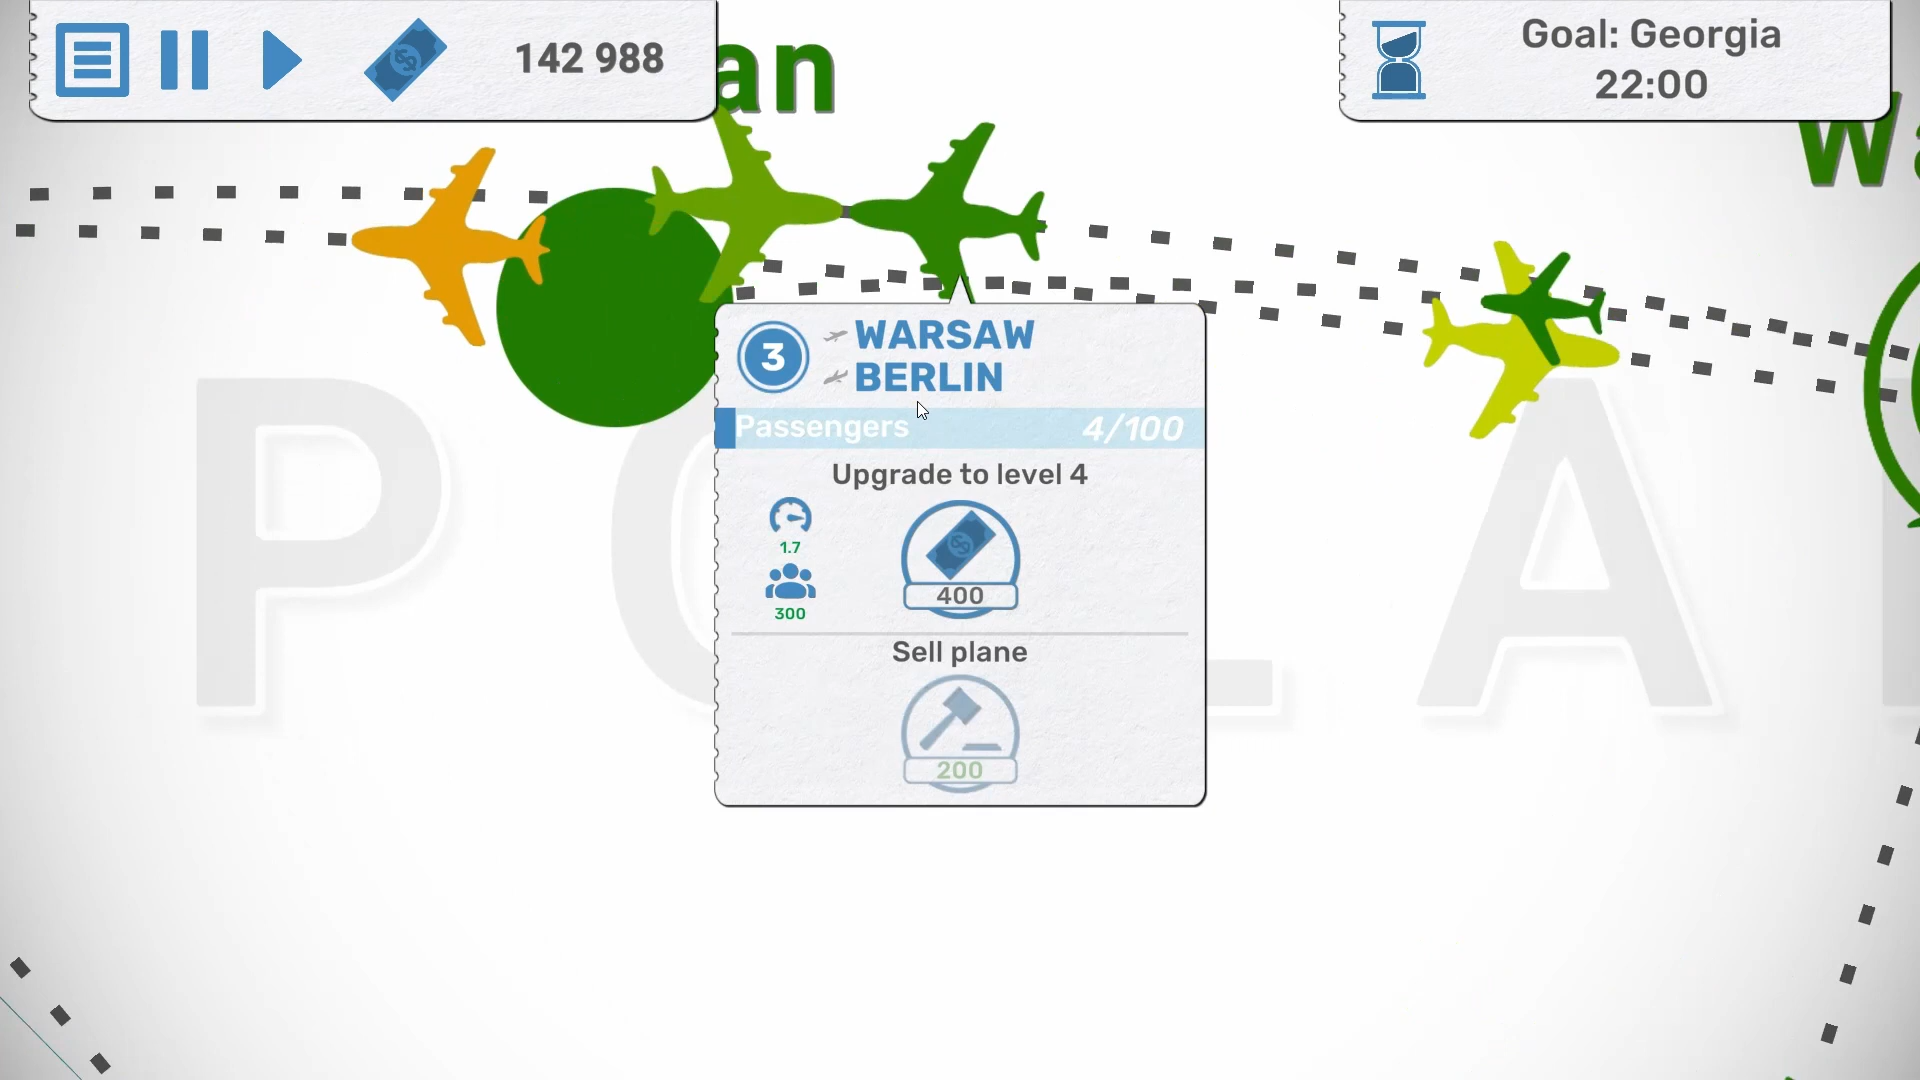 142 988
Goal: Georgia
22:00
an
Wa
3
WARSAW
BERLIN
Passengers 4/100
Upgrade to level 4
1.7
300
400
Sell plane
200
P O L A